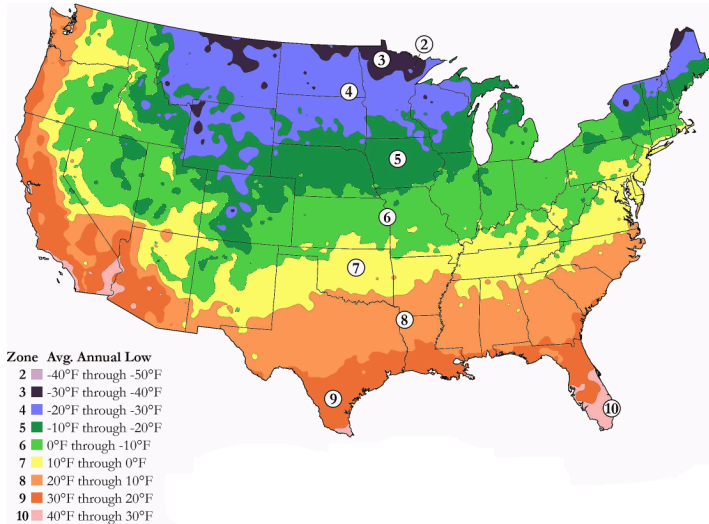 2
3
4
5
6
7
8
9
10
Zone Avg. Annual Low
2 -40°F through -50°F
3 -30°F through -40°F
4 -20°F through -30°F
5 -10°F through -20°F
6 0°F through -10°F
7 10°F through 0°F
8 20°F through 10°F
9 30°F through 20°F
10 40°F through 30°F